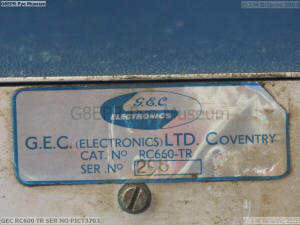 G8EPR Pye Museum
G.E.C.
ELECTRONICS
G.E.C. (ELECTRONICS) LTD. COVENTRY
CAT. NO RC660-TR
SER. NO 296
GEC RC600 TR SER NO PICT3703